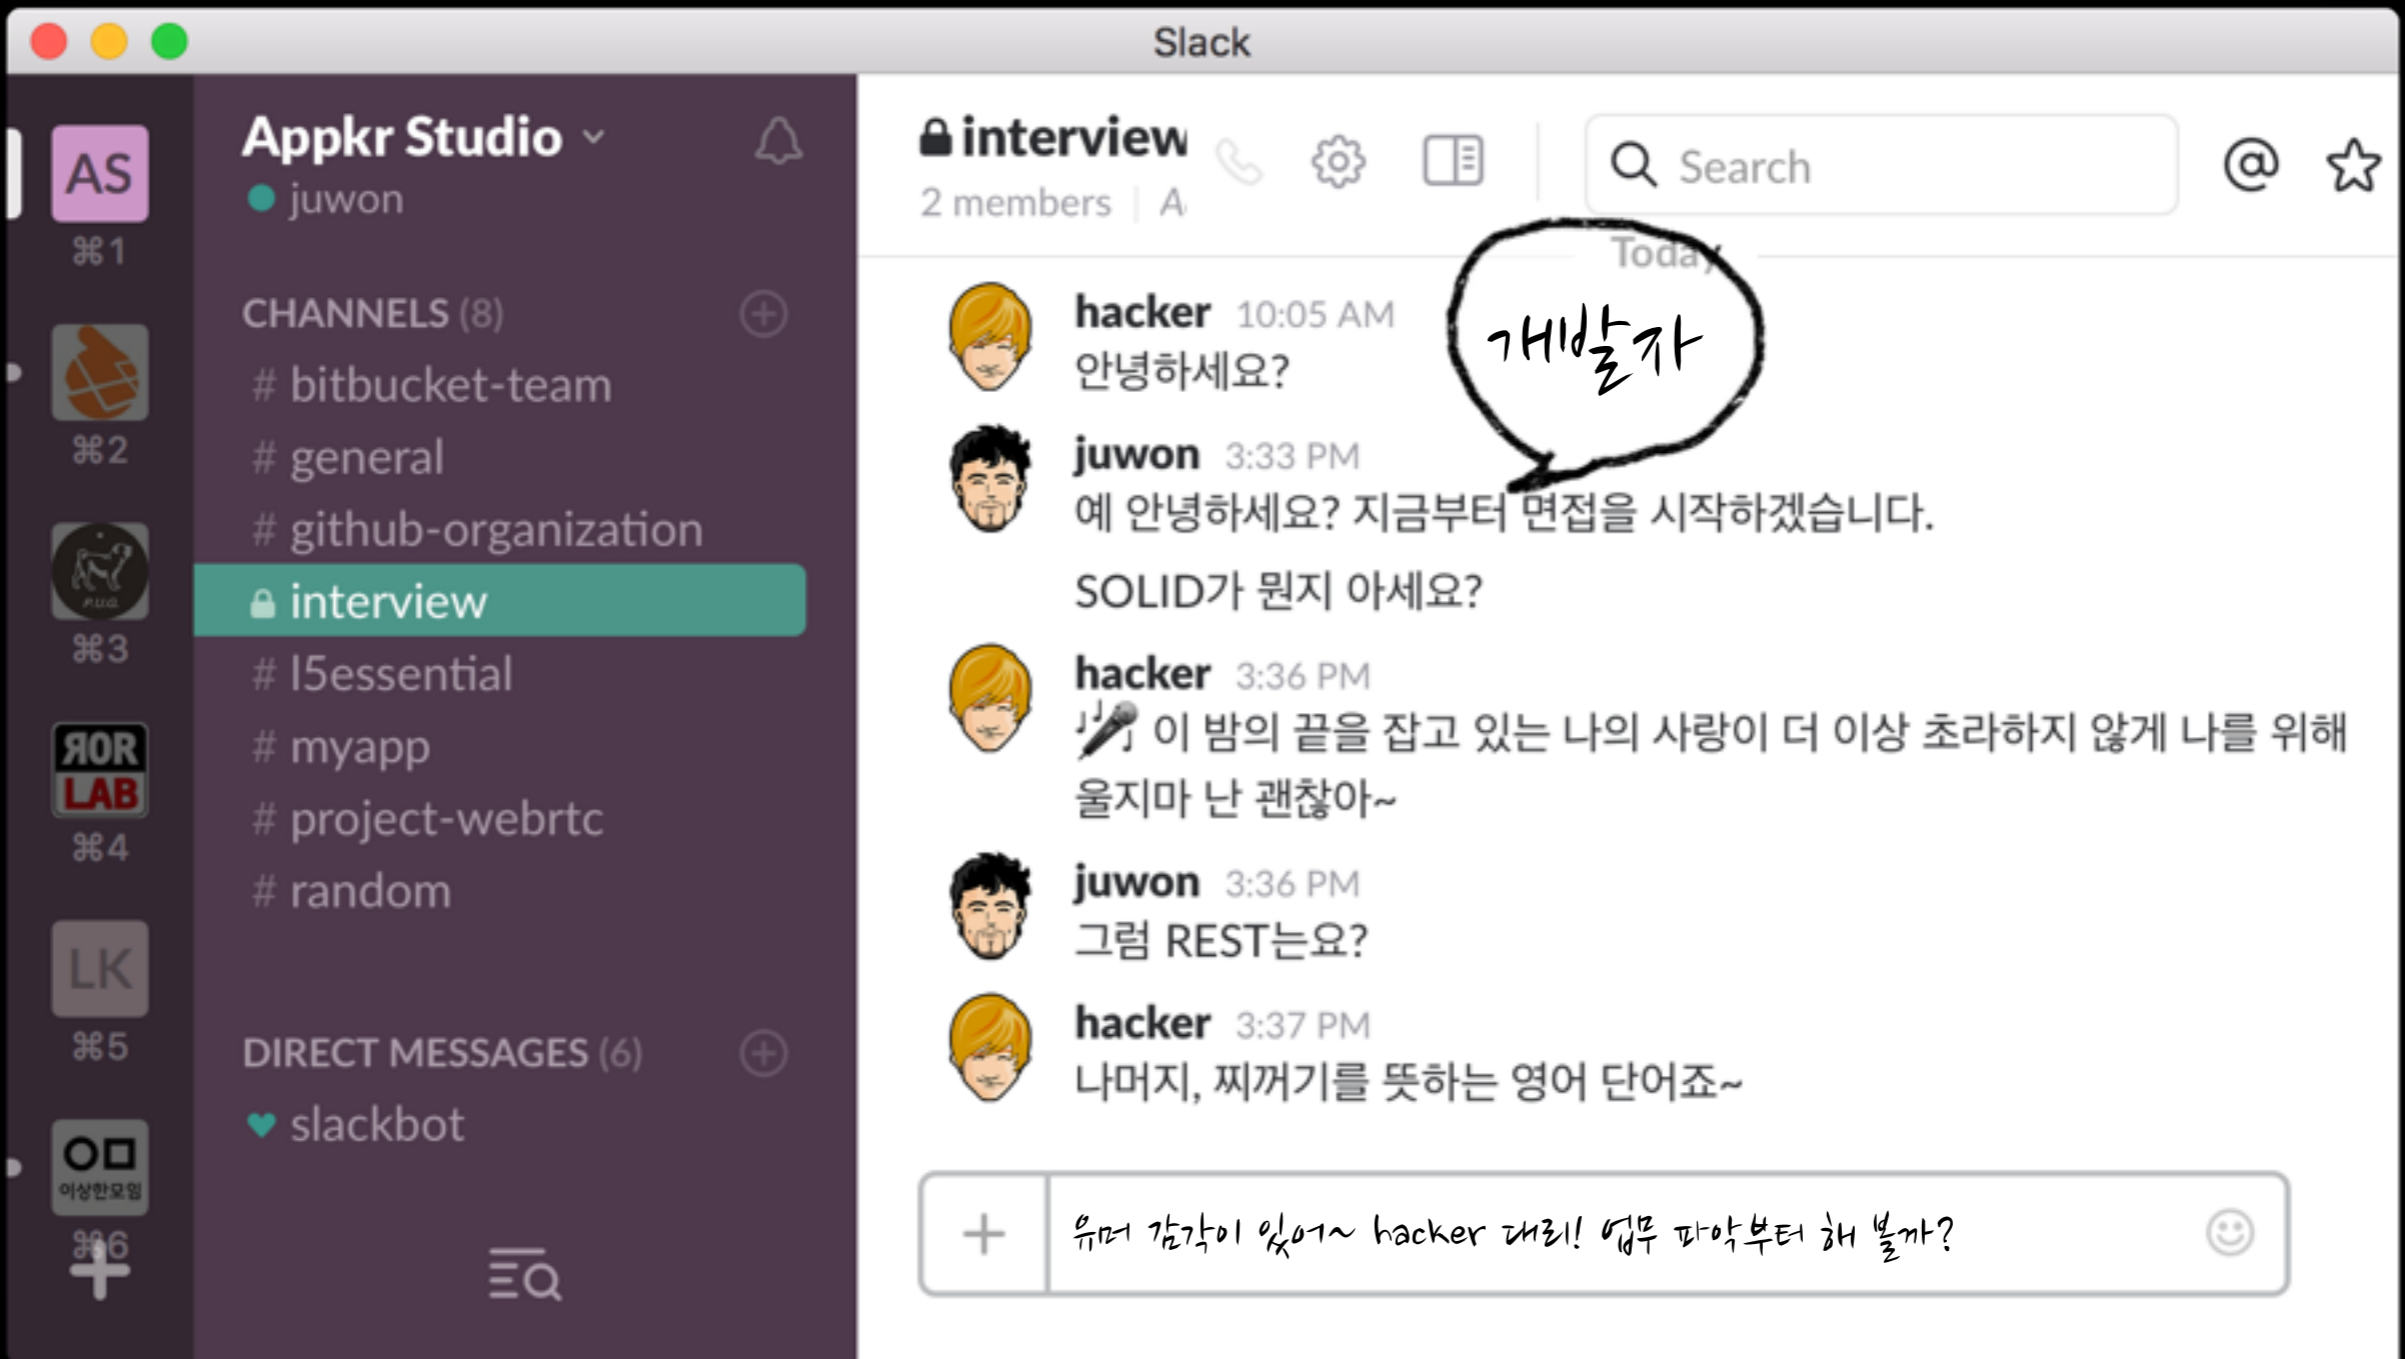 Slack
AS
⌘1
⌘2
P.U.G.
⌘3
ROR
LAB
⌘4
LK
⌘5
이상한모임
⌘6
Appkr Studio
juwon
CHANNELS (8)
# bitbucket-team
# general
# github-organization
interview
# l5essential
# myapp
# project-webrtc
# random
DIRECT MESSAGES (6)
slackbot
interview
2 members | A
Search
@
Today
개발자
hacker 10:05 AM
안녕하세요?
juwon 3:33 PM
예 안녕하세요? 지금부터 면접을 시작하겠습니다.
SOLID가 뭔지 아세요?
hacker 3:36 PM
🎤 이 밤의 끝을 잡고 있는 나의 사랑이 더 이상 초라하지 않게 나를 위해
울지마 난 괜찮아~
juwon 3:36 PM
그럼 REST는요?
hacker 3:37 PM
나머지, 찌꺼기를 뜻하는 영어 단어죠~
유머 감각이 있어~ hacker 대리! 업무 파악부터 해 볼까?